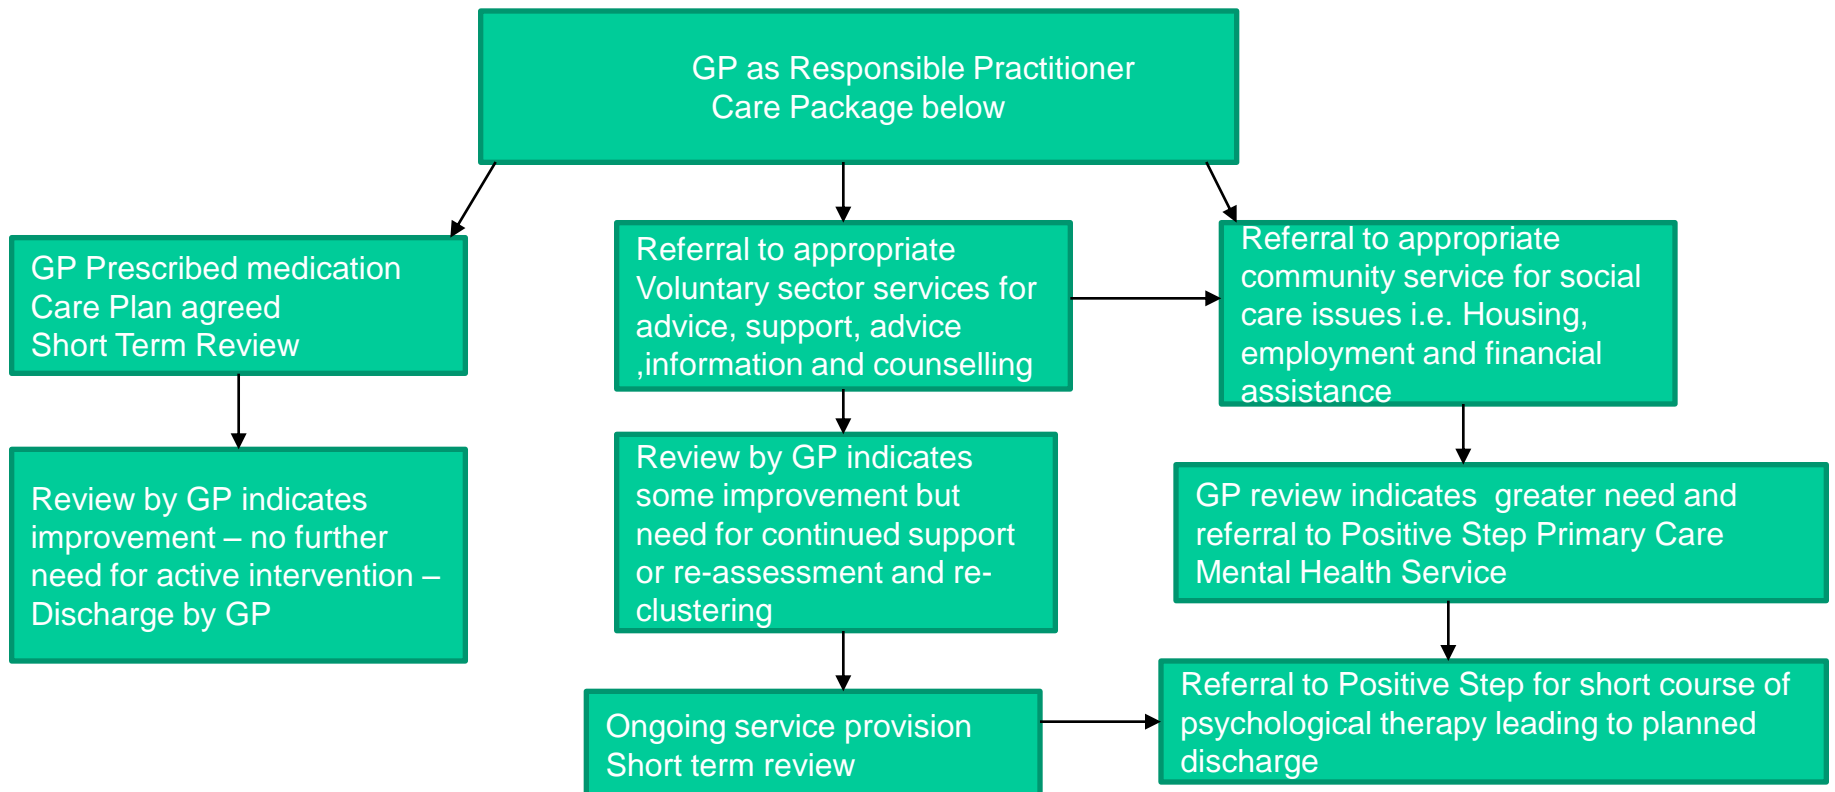 GP as Responsible Practitioner
Care Package below
GP Prescribed medication
Care Plan agreed
Short Term Review
Referral to appropriate
Voluntary sector services for
advice, support, advice
,information and counselling
Referral to appropriate
community service for social
care issues i.e. Housing,
employment and financial
assistance
Review by GP indicates
improvement – no further
need for active intervention –
Discharge by GP
Review by GP indicates
some improvement but
need for continued support
or re-assessment and re-
clustering
GP review indicates  greater need and
referral to Positive Step Primary Care
Mental Health Service
Ongoing service provision
Short term review
Referral to Positive Step for short course of
psychological therapy leading to planned
discharge